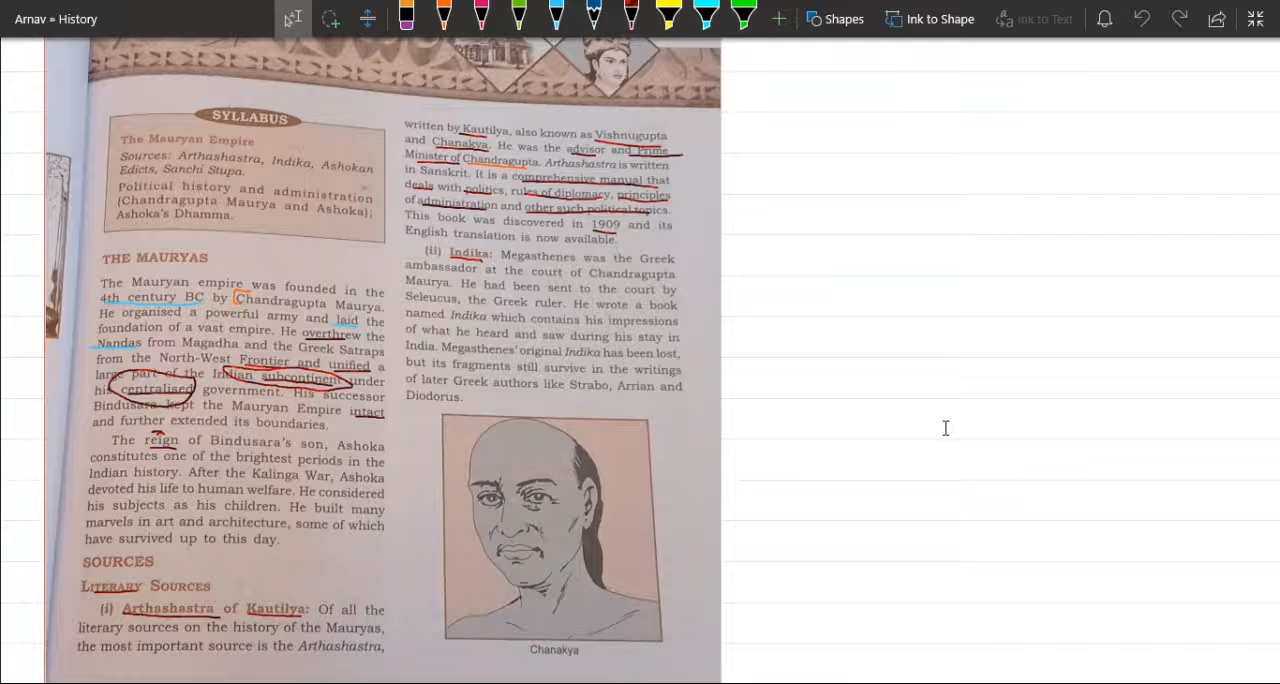 Arnav » History
Shapes
Ink to Shape
Ink to Text
SYLLABUS
The Mauryan Empire
Sources: Arthashastra, Indika, Ashokan
Edicts, Sanchi Stupa.
Political history and administration
(Chandragupta Maurya and Ashoka);
Ashoka's Dhamma.
THE MAURYAS
The Mauryan empire was founded in the
4th century BC by Chandragupta Maurya.
He organised a powerful army and laid the
foundation of a vast empire. He overthrew the
Nandas from Magadha and the Greek Satraps
from the North-West Frontier and unified a
large part of the Indian subcontinent under
his centralised government. His successor
Bindusara kept the Mauryan Empire intact
and further extended its boundaries.
The reign of Bindusara's son, Ashoka
constitutes one of the brightest periods in the
Indian history. After the Kalinga War, Ashoka
devoted his life to human welfare. He considered
his subjects as his children. He built many
marvels in art and architecture, some of which
have survived up to this day.
SOURCES
LITERARY SOURCES
(i) Arthashastra of Kautilya: Of all the
literary sources on the history of the Mauryas,
the most important source is the Arthashastra,
written by Kautilya, also known as Vishnugupta
and Chanakya. He was the advisor and Prime
Minister of Chandragupta. Arthashastra is written
in Sanskrit. It is a comprehensive manual that
deals with politics, rules of diplomacy, principles
of administration and other such political topics.
This book was discovered in 1909 and its
English translation is now available.
(ii) Indika: Megasthenes was the Greek
ambassador at the court of Chandragupta
Maurya. He had been sent to the court by
Seleucus, the Greek ruler. He wrote a book
named Indika which contains his impressions
of what he heard and saw during his stay in
India. Megasthenes' original Indika has been lost,
but its fragments still survive in the writings
of later Greek authors like Strabo, Arrian and
Diodorus.
Chanakya